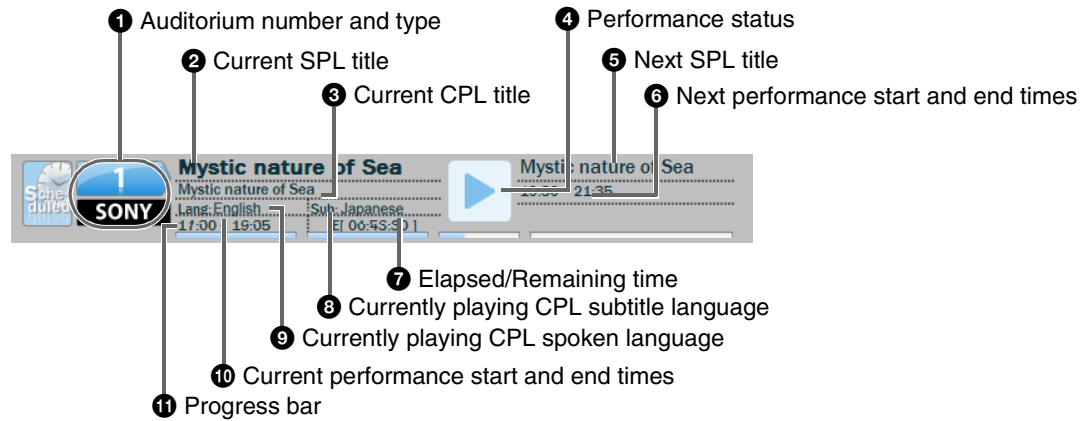 1 Auditorium number and type
4 Performance status
2 Current SPL title
5 Next SPL title
3 Current CPL title
6 Next performance start and end times
Sche-
duled
1
SONY
Mystic nature of Sea
Mystic nature of Sea
Lang: English Sub: Japanese
17:00 - 19:05
Mystic nature of Sea
21:35
7 Elapsed/Remaining time
8 Currently playing CPL subtitle language
9 Currently playing CPL spoken language
10 Current performance start and end times
11 Progress bar